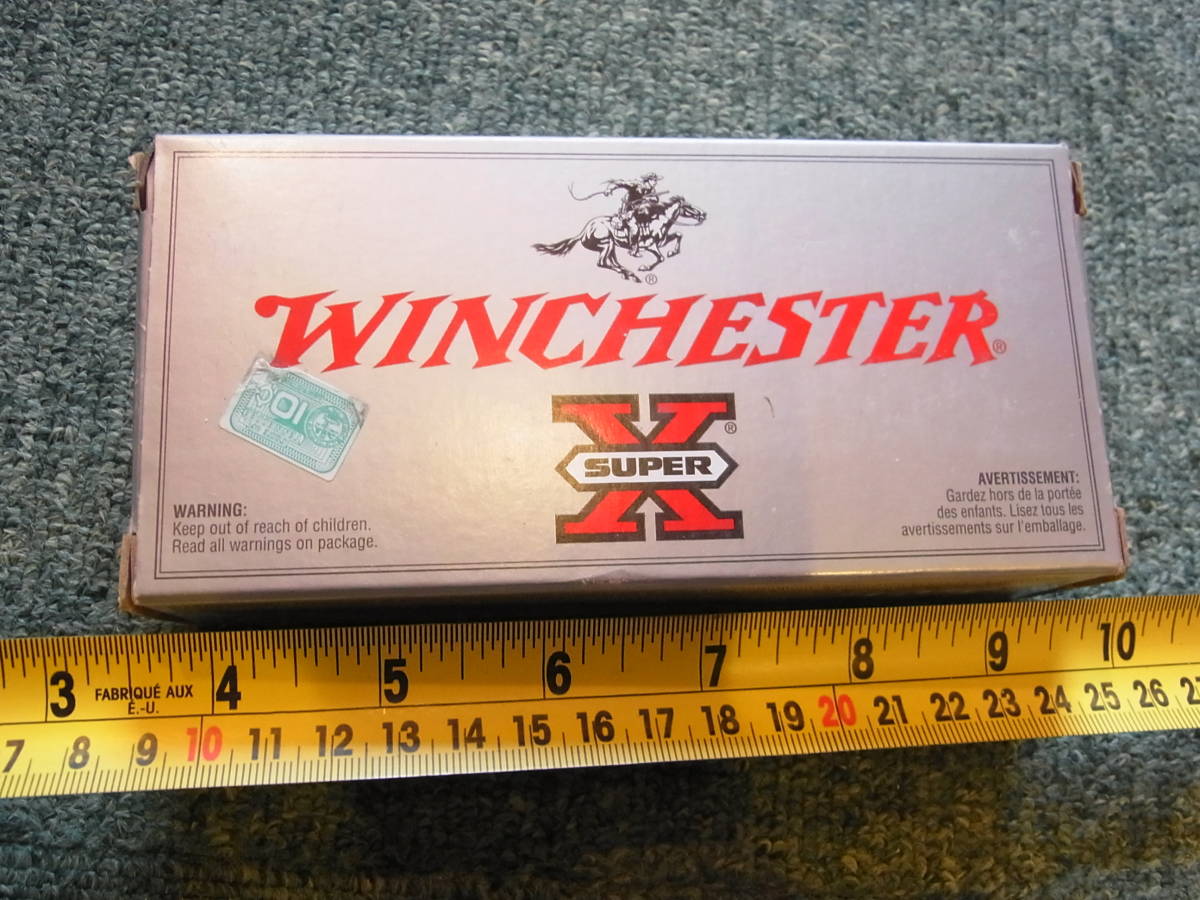 WINCHESTER®
X®
SUPER
WARNING:
Keep out of reach of children.
Read all warnings on package.
AVERTISSEMENT:
Gardez hors de la portée
des enfants. Lisez tous les
avertissements sur l'emballage.
3 FABRIQUÉ AUX 4 5 6 7 8 9 10
É.-U.
7 8 9 10 11 12 13 14 15 16 17 18 19 20 21 22 23 24 25 26